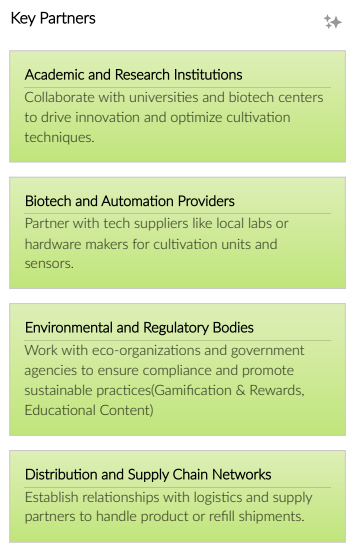 Key Partners
Academic and Research Institutions
Collaborate with universities and biotech centers
to drive innovation and optimize cultivation
techniques.
Biotech and Automation Providers
Partner with tech suppliers like local labs or
hardware makers for cultivation units and
sensors.
Environmental and Regulatory Bodies
Work with eco-organizations and government
agencies to ensure compliance and promote
sustainable practices(Gamification & Rewards,
Educational Content)
Distribution and Supply Chain Networks
Establish relationships with logistics and supply
partners to handle product or refill shipments.